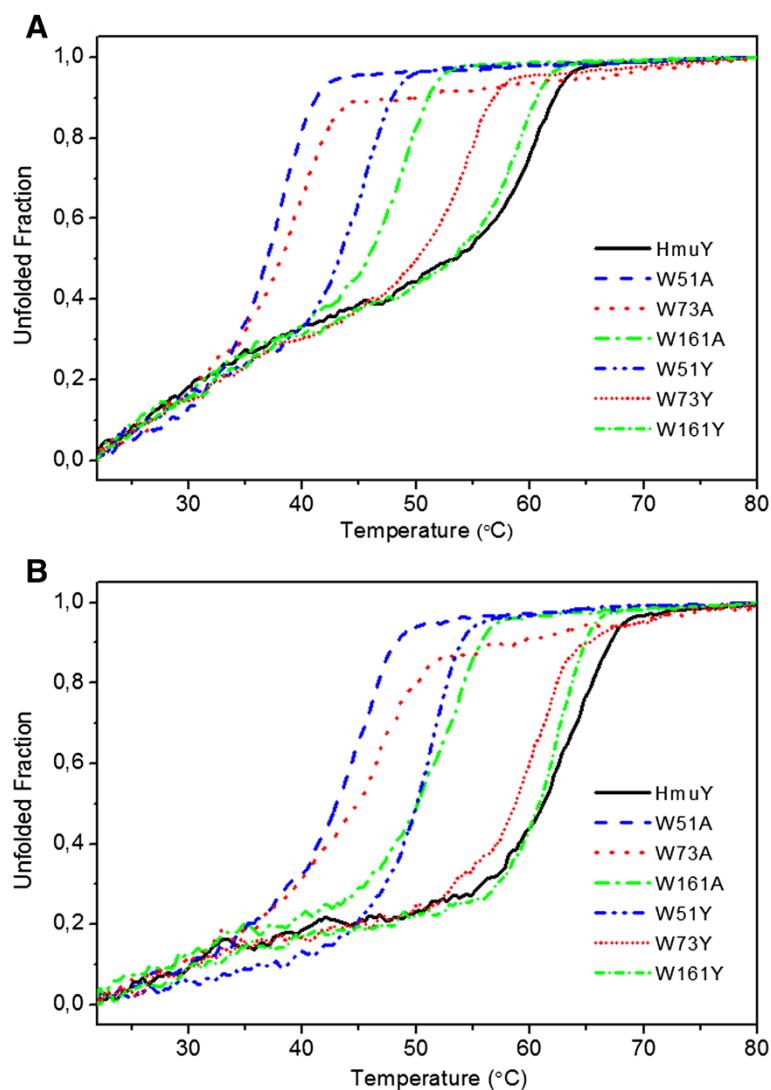 A
1,0
0,8
0,6
0,4
0,2
0,0
Unfolded Fraction
HmuY
W51A
W73A
W161A
W51Y
W73Y
W161Y
30 40 50 60 70 80
Temperature (°C)
B
1,0
0,8
0,6
0,4
0,2
0,0
Unfolded Fraction
HmuY
W51A
W73A
W161A
W51Y
W73Y
W161Y
30 40 50 60 70 80
Temperature (°C)